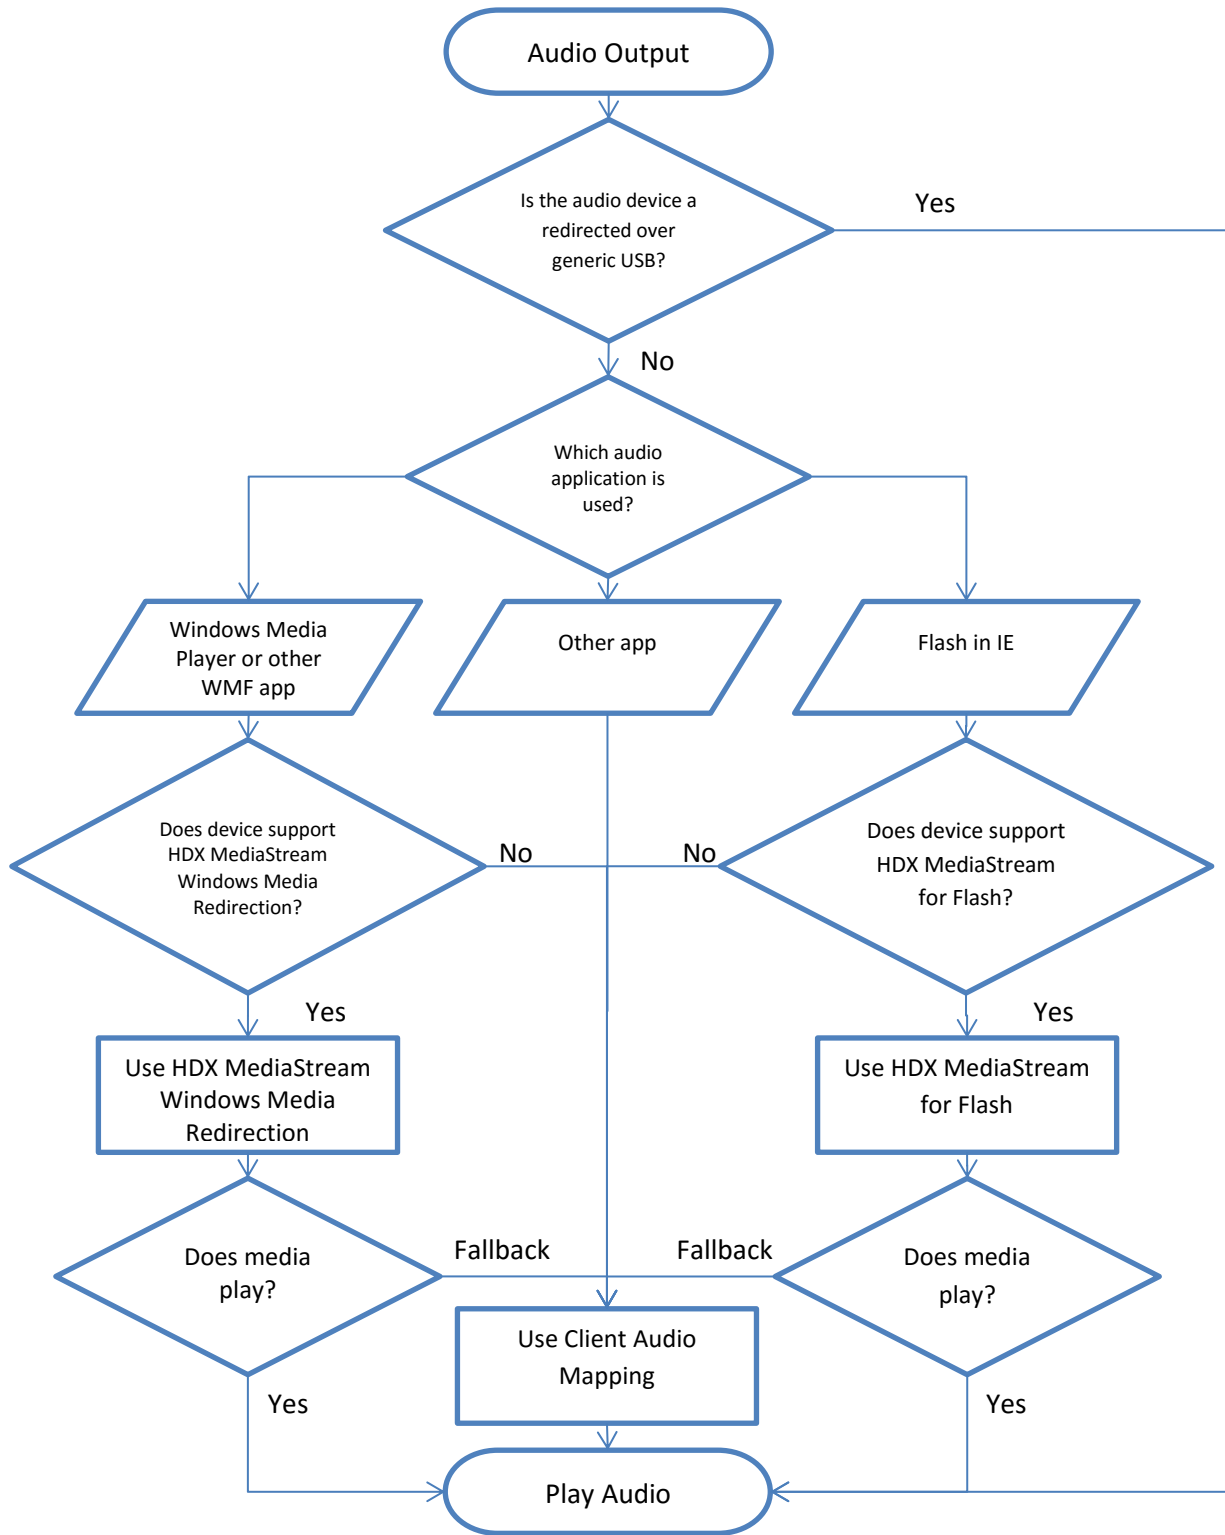 Audio Output
Is the audio device a
redirected over
generic USB?
Yes
No
Which audio
application is
used?
Windows Media
Player or other
WMF app
Other app
Flash in IE
Does device support
HDX MediaStream
Windows Media
Redirection?
No
No
Does device support
HDX MediaStream
for Flash?
Yes
Yes
Use HDX MediaStream
Windows Media
Redirection
Use HDX MediaStream
for Flash
Does media
play?
Fallback
Fallback
Does media
play?
Use Client Audio
Mapping
Yes
Yes
Play Audio